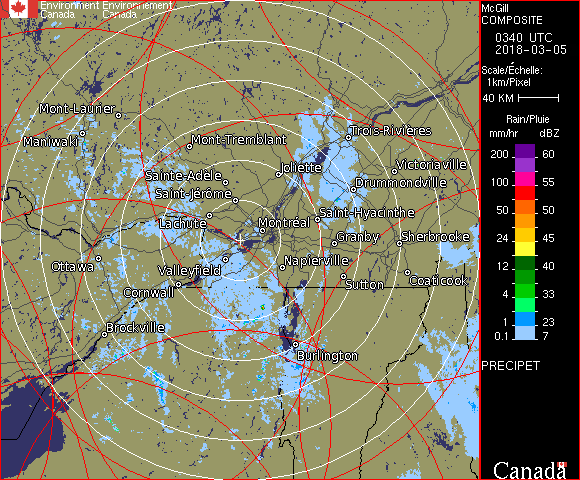 Environment Environnement
Canada Canada
McGill
COMPOSITE
0340 UTC
2018-03-05
Scale/Échelle:
1km/Pixel
40 KM
Rain/Pluie
mm/hr dBZ
200 60
100 55
75 50
50 50
24 45
12 40
4 33
1 23
0.1 7
PRECIPET
Canada
Mont-Laurier
Maniwaki
Mont-Tremblant
Trois-Rivières
Joliette
Victoriaville
Sainte-Adèle
Drummondville
Saint-Jérôme
Saint-Hyacinthe
Lachute
Montréal
Granby
Sherbrooke
Ottawa
Valleyfield
Napierville
Cornwall
Sutton
Coaticook
Brockville
Burlington